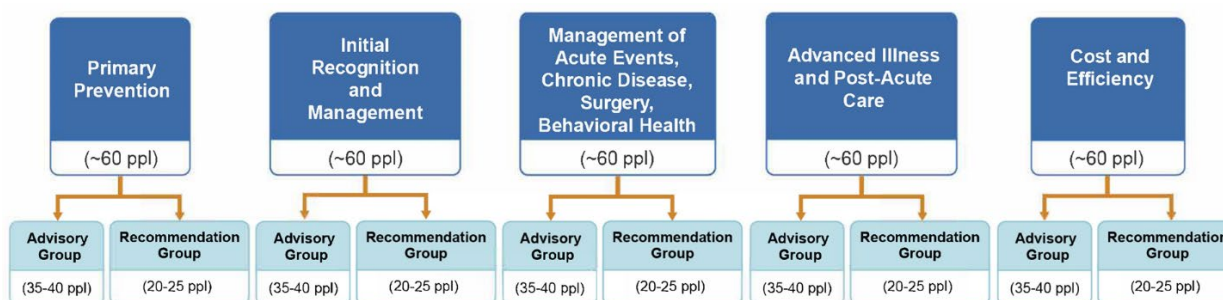 Primary
Prevention
(~60 ppl)
Initial
Recognition
and
Management
(~60 ppl)
Management of
Acute Events,
Chronic Disease,
Surgery,
Behavioral Health
(~60 ppl)
Advanced Illness
and Post-Acute
Care
(~60 ppl)
Cost and
Efficiency
(~60 ppl)
Advisory
Group
(35-40 ppl)
Recommendation
Group
(20-25 ppl)
Advisory
Group
(35-40 ppl)
Recommendation
Group
(20-25 ppl)
Advisory
Group
(35-40 ppl)
Recommendation
Group
(20-25 ppl)
Advisory
Group
(35-40 ppl)
Recommendation
Group
(20-25 ppl)
Advisory
Group
(35-40 ppl)
Recommendation
Group
(20-25 ppl)